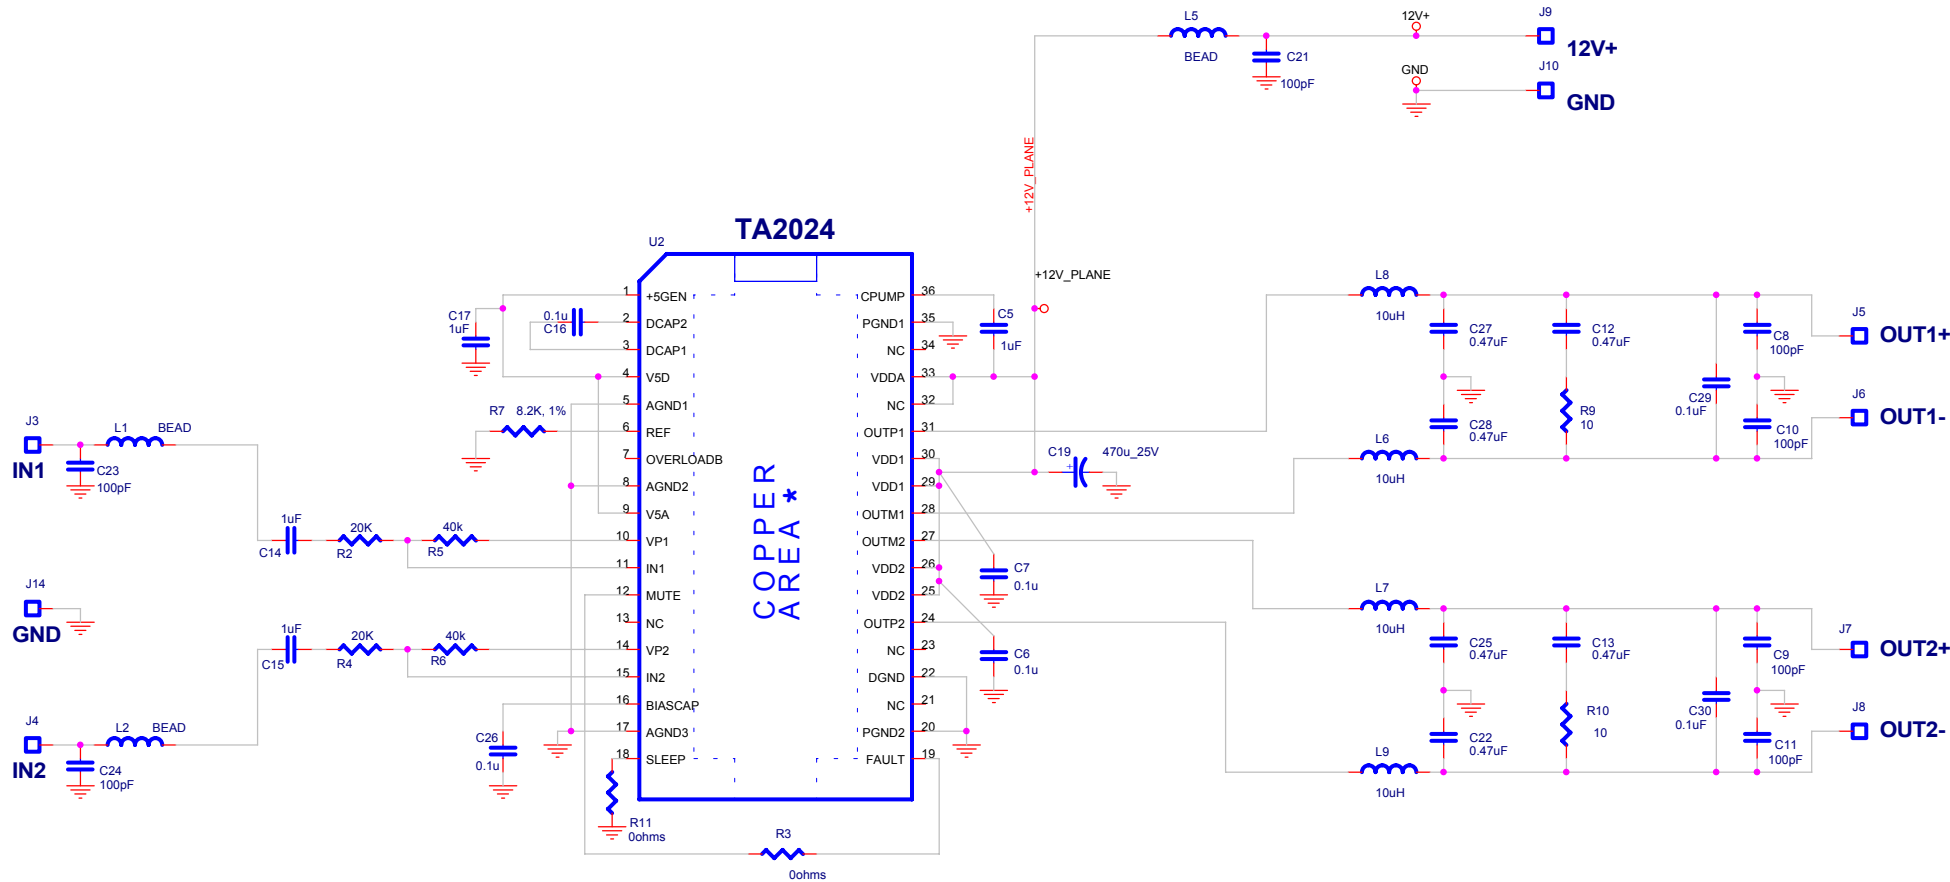 L5
BEAD
C21
100pF
12V+
GND
J9
12V+
J10
GND
+12V_PLANE
+12V_PLANE
TA2024
U2
COPPER
AREA *
1 +5GEN
2 DCAP2
3 DCAP1
4 V5D
5 AGND1
6 REF
7 OVERLOADB
8 AGND2
9 V5A
10 VP1
11 IN1
12 MUTE
13 NC
14 VP2
15 IN2
16 BIASCAP
17 AGND3
18 SLEEP
CPUMP 36
PGND1 35
NC 34
VDDA 33
NC 32
OUTP1 31
VDD1 30
VDD1 29
OUTM1 28
OUTM2 27
VDD2 26
VDD2 25
OUTP2 24
NC 23
DGND 22
NC 21
PGND2 20
FAULT 19
C17
1uF
0.1u
C16
R7 8.2K, 1%
J3
IN1
L1 BEAD
C23
100pF
1uF
C14
20K
R2
40k
R5
J14
GND
1uF
C15
20K
R4
40k
R6
J4
IN2
L2 BEAD
C24
100pF
C26
0.1u
R11
0ohms
R3
0ohms
C5
1uF
C19 470u_25V
+
C7
0.1u
C6
0.1u
L8
10uH
C27
0.47uF
C12
0.47uF
C8
100pF
J5
OUT1+
C28
0.47uF
R9
10
C29
0.1uF
C10
100pF
J6
OUT1-
L6
10uH
L7
10uH
C25
0.47uF
C13
0.47uF
C9
100pF
J7
OUT2+
C22
0.47uF
R10
10
C30
0.1uF
C11
100pF
J8
OUT2-
L9
10uH